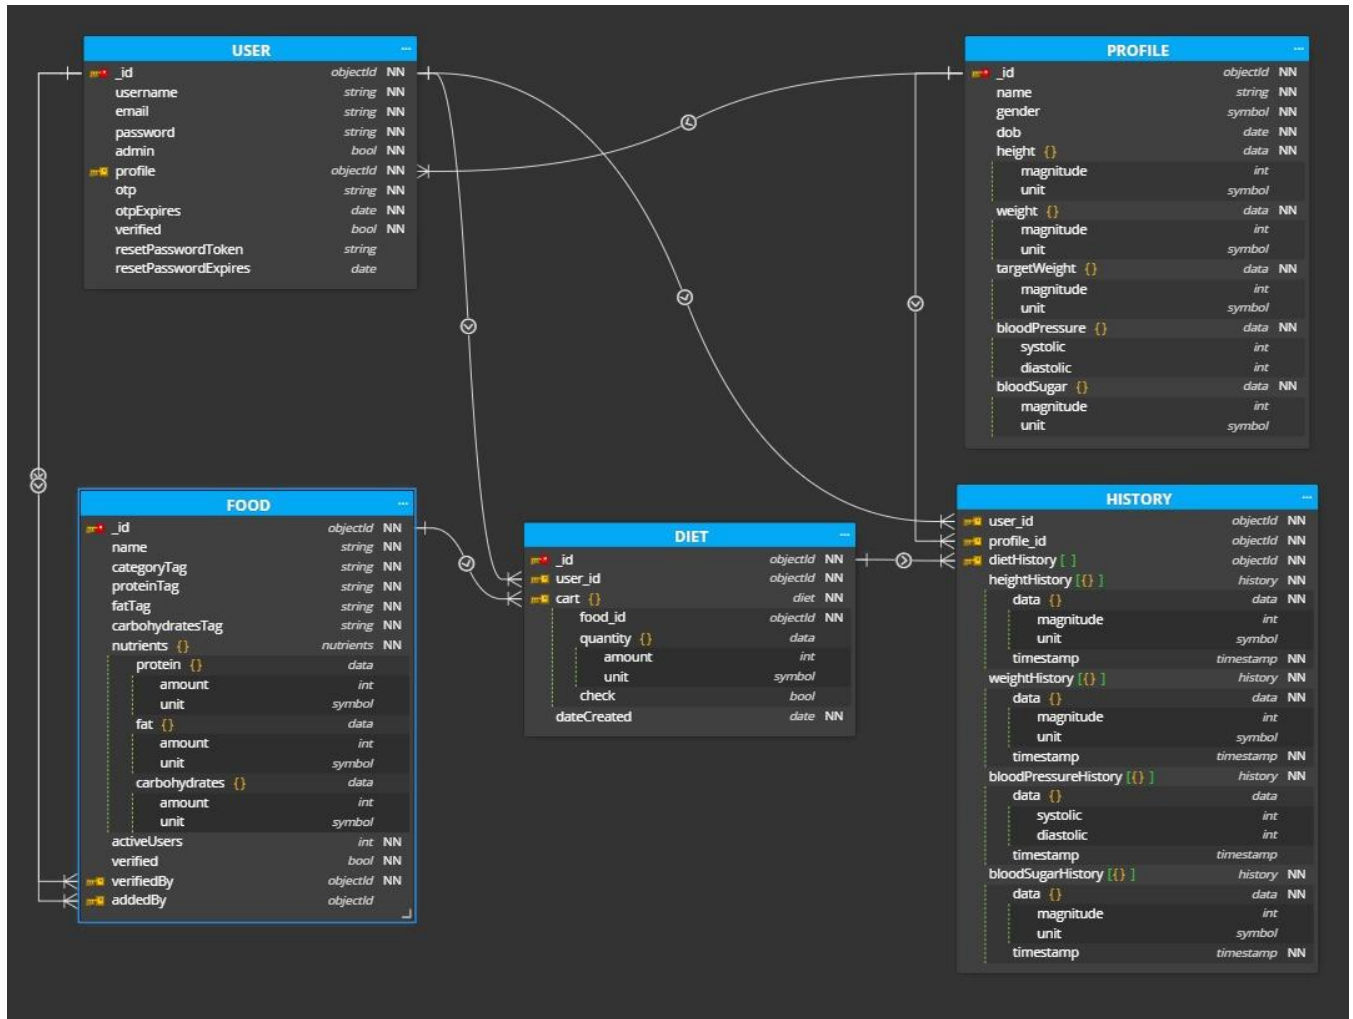 USER ...
_id objectId NN
username string NN
email string NN
password string NN
admin bool NN
profile objectId NN
otp string NN
otpExpires date NN
verified bool NN
resetPasswordToken string
resetPasswordExpires date
PROFILE ...
_id objectId NN
name string NN
gender symbol NN
dob date NN
height {} data NN
magnitude int
unit symbol
weight {} data NN
magnitude int
unit symbol
targetWeight {} data NN
magnitude int
unit symbol
bloodPressure {} data NN
systolic int
diastolic int
bloodSugar {} data NN
magnitude int
unit symbol
FOOD ...
_id objectId NN
name string NN
categoryTag string NN
proteinTag string NN
fatTag string NN
carbohydratesTag string NN
nutrients {} nutrients NN
protein {} data
amount int
unit symbol
fat {} data
amount int
unit symbol
carbohydrates {} data
amount int
unit symbol
activeUsers int NN
verified bool NN
verifiedBy objectId NN
addedBy objectId
DIET ...
_id objectId NN
user_id objectId NN
cart {} diet NN
food_id objectId NN
quantity {} data
amount int
unit symbol
check bool
dateCreated date NN
HISTORY ...
user_id objectId NN
profile_id objectId NN
dietHistory [ ] objectId NN
heightHistory [{} ] history NN
data {} data NN
magnitude int
unit symbol
timestamp timestamp NN
weightHistory [{} ] history NN
data {} data NN
magnitude int
unit symbol
timestamp timestamp NN
bloodPressureHistory [{} ] history NN
data {} data
systolic int
diastolic int
timestamp timestamp
bloodSugarHistory [{} ] history NN
data {} data NN
magnitude int
unit symbol
timestamp timestamp NN